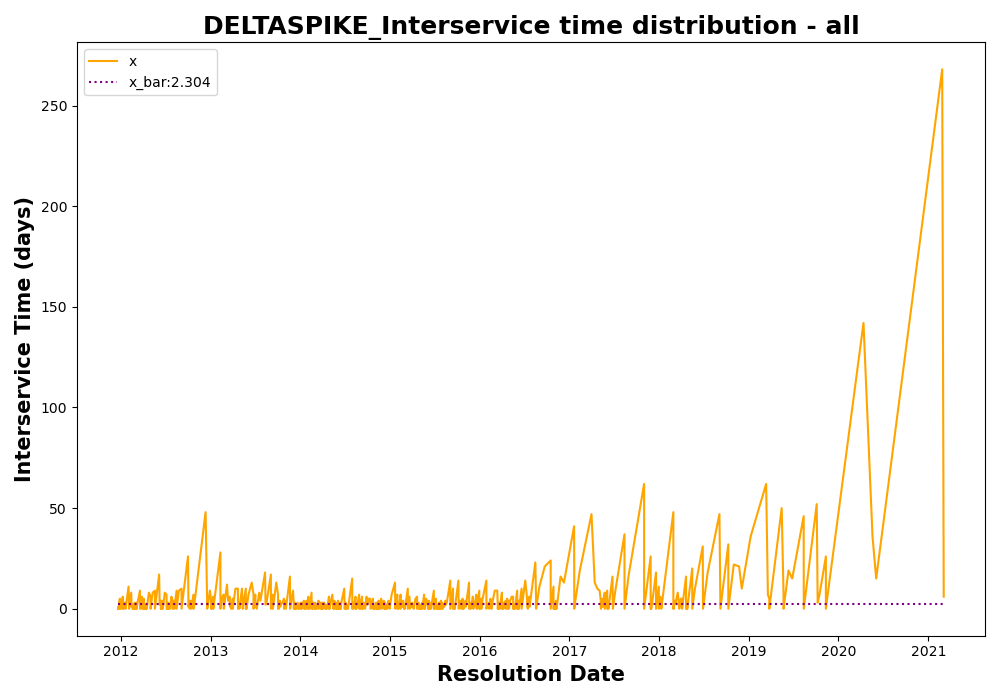 DELTASPIKE_Interservice time distribution - all
x
x_bar:2.304
Interservice Time (days)
250
200
150
100
50
0
2012 2013 2014 2015 2016 2017 2018 2019 2020 2021
Resolution Date